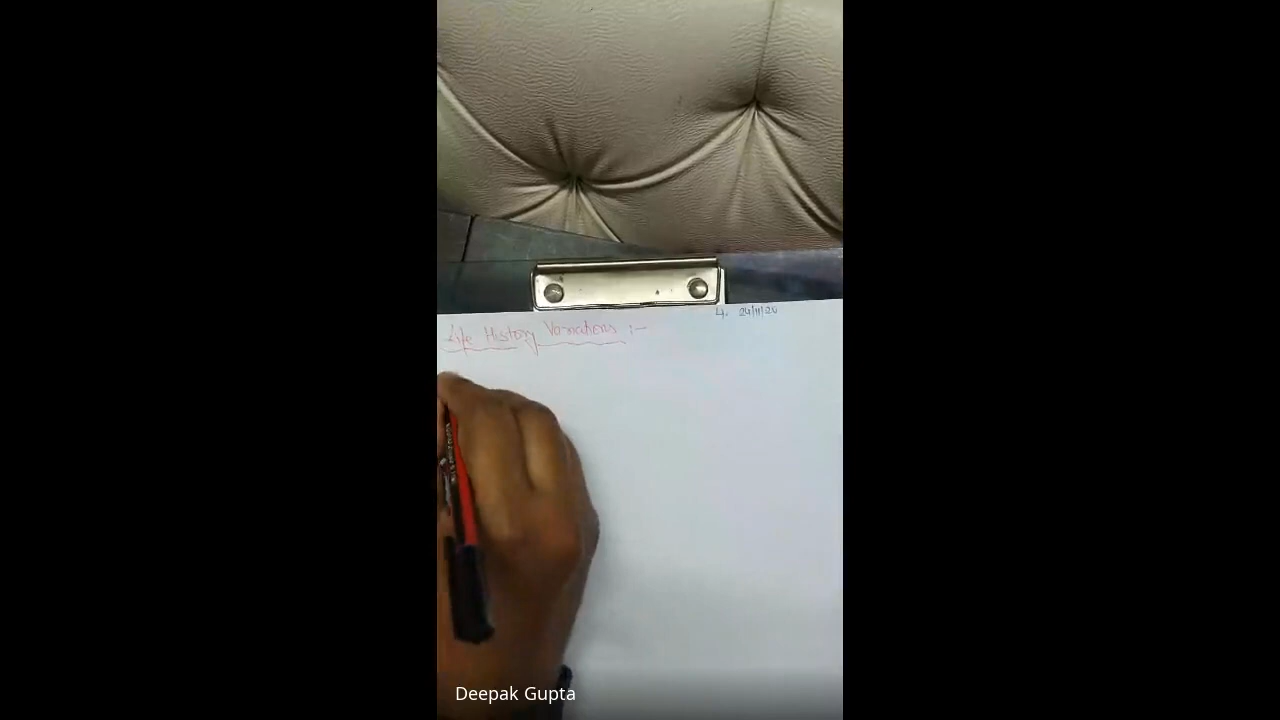 4. 24/11/20
Life History Variations :-
Deepak Gupta